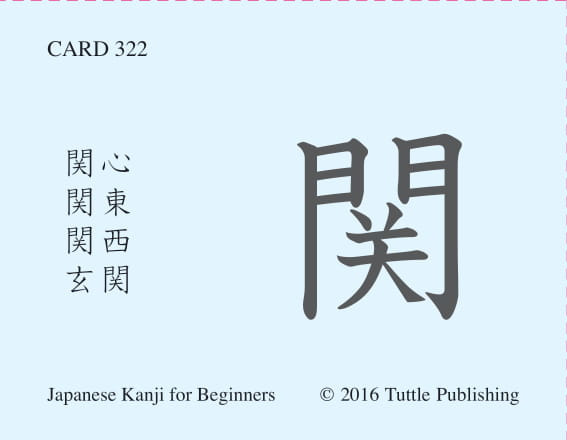 CARD 322
関心
関東
関西
玄関
関
Japanese Kanji for Beginners
© 2016 Tuttle Publishing